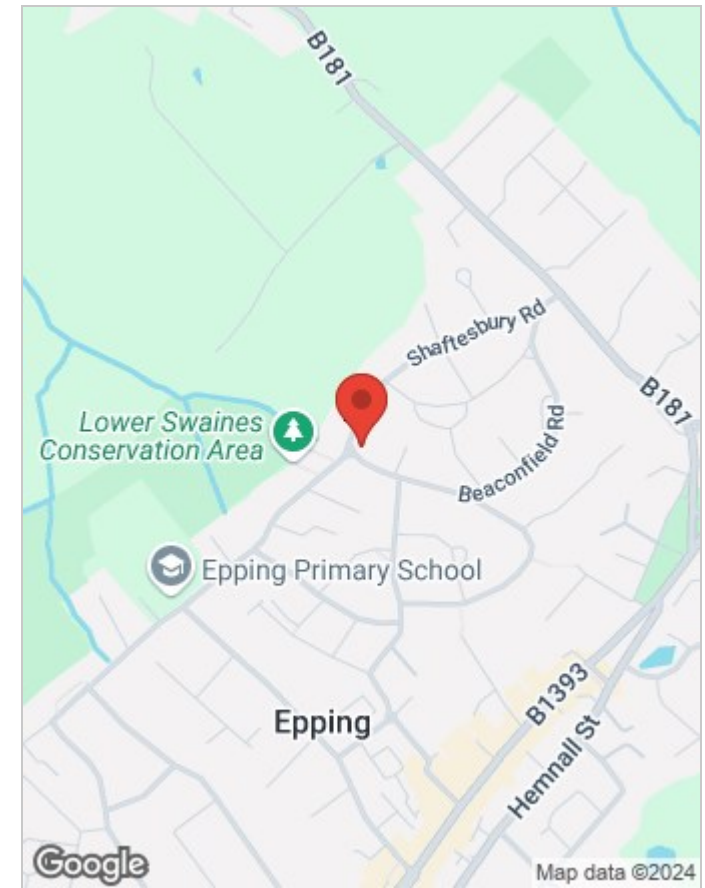 B181
Shaftesbury Rd
B181
Lower Swaines
Conservation Area
Beaconfield Rd
Epping Primary School
B1393
Epping
Hemnall St
Google
Map data ©2024